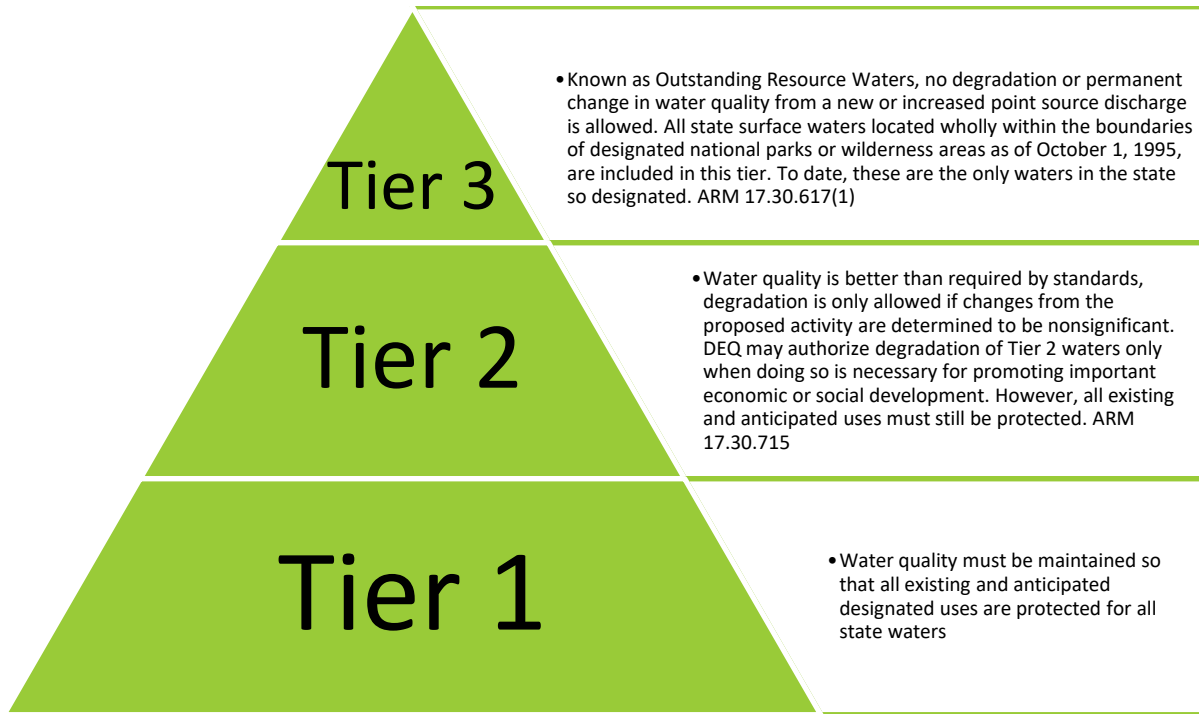 •Known as Outstanding Resource Waters, no degradation or permanent
change in water quality from a new or increased point source discharge
is allowed. All state surface waters located wholly within the boundaries
of designated national parks or wilderness areas as of October 1, 1995,
are included in this tier. To date, these are the only waters in the state
so designated. ARM 17.30.617(1)
Tier 3
•Water quality is better than required by standards,
degradation is only allowed if changes from the
proposed activity are determined to be nonsignificant.
DEQ may authorize degradation of Tier 2 waters only
when doing so is necessary for promoting important
economic or social development. However, all existing
and anticipated uses must still be protected. ARM
17.30.715
Tier 2
•Water quality must be maintained so
that all existing and anticipated
designated uses are protected for all
state waters
Tier 1